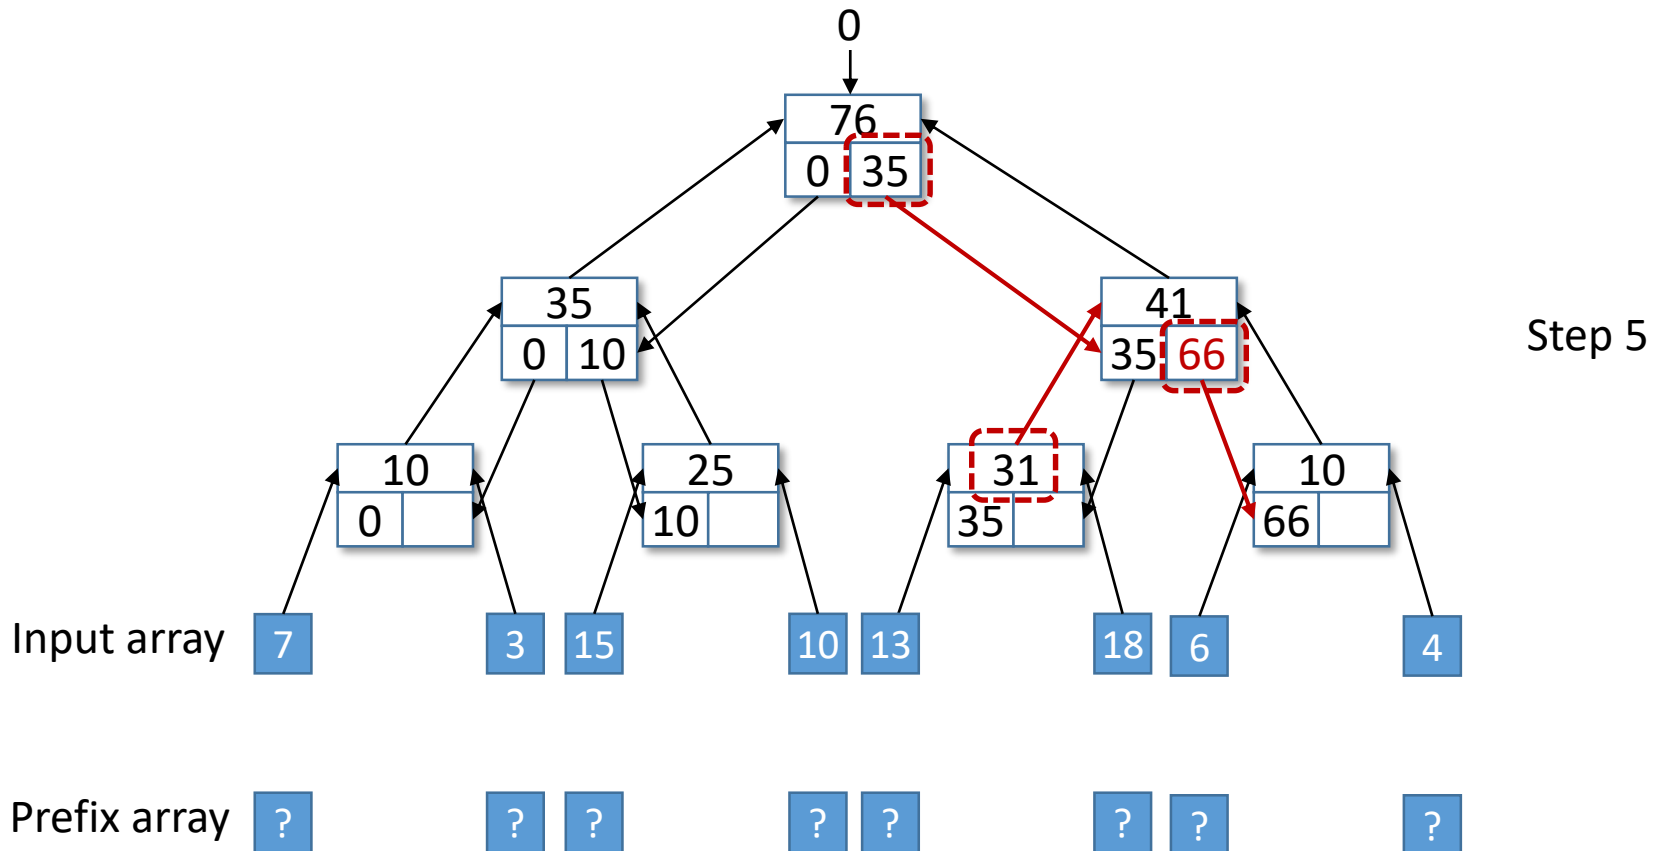 0
76
0 35
35 41
0 10 35 66
Step 5
10 25 31 10
0 10 35 66
Input array 7 3 15 10 13 18 6 4
Prefix array ? ? ? ? ? ? ? ?